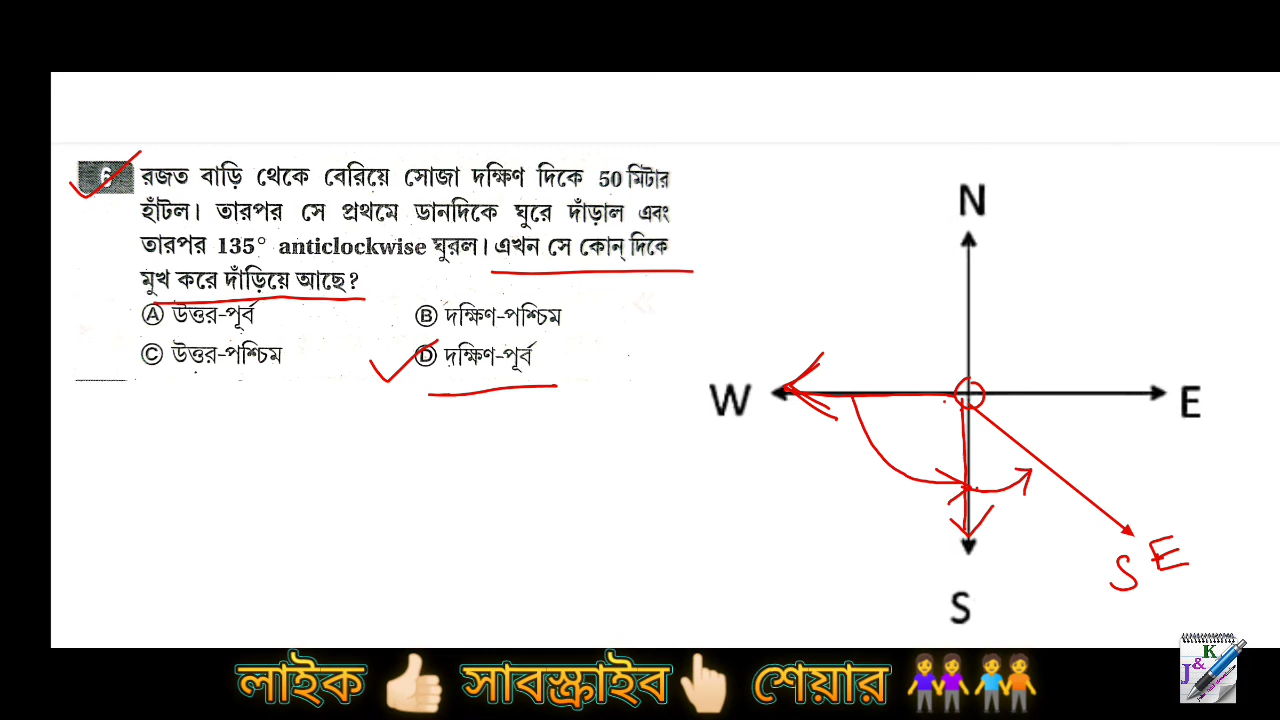 6 রজত বাড়ি থেকে বেরিয়ে সোজা দক্ষিণ দিকে 50 মিটার
হাঁটল। তারপর সে প্রথমে ডানদিকে ঘুরে দাঁড়াল এবং
তারপর 135° anticlockwise ঘুরল। এখন সে কোন্ দিকে
মুখ করে দাঁড়িয়ে আছে?
Ⓐ উত্তর-পূর্ব Ⓑ দক্ষিণ-পশ্চিম
Ⓒ উত্তর-পশ্চিম Ⓓ দক্ষিণ-পূর্ব
N
W E
S E
S
J & K
লাইক সাবস্ক্রাইব শেয়ার